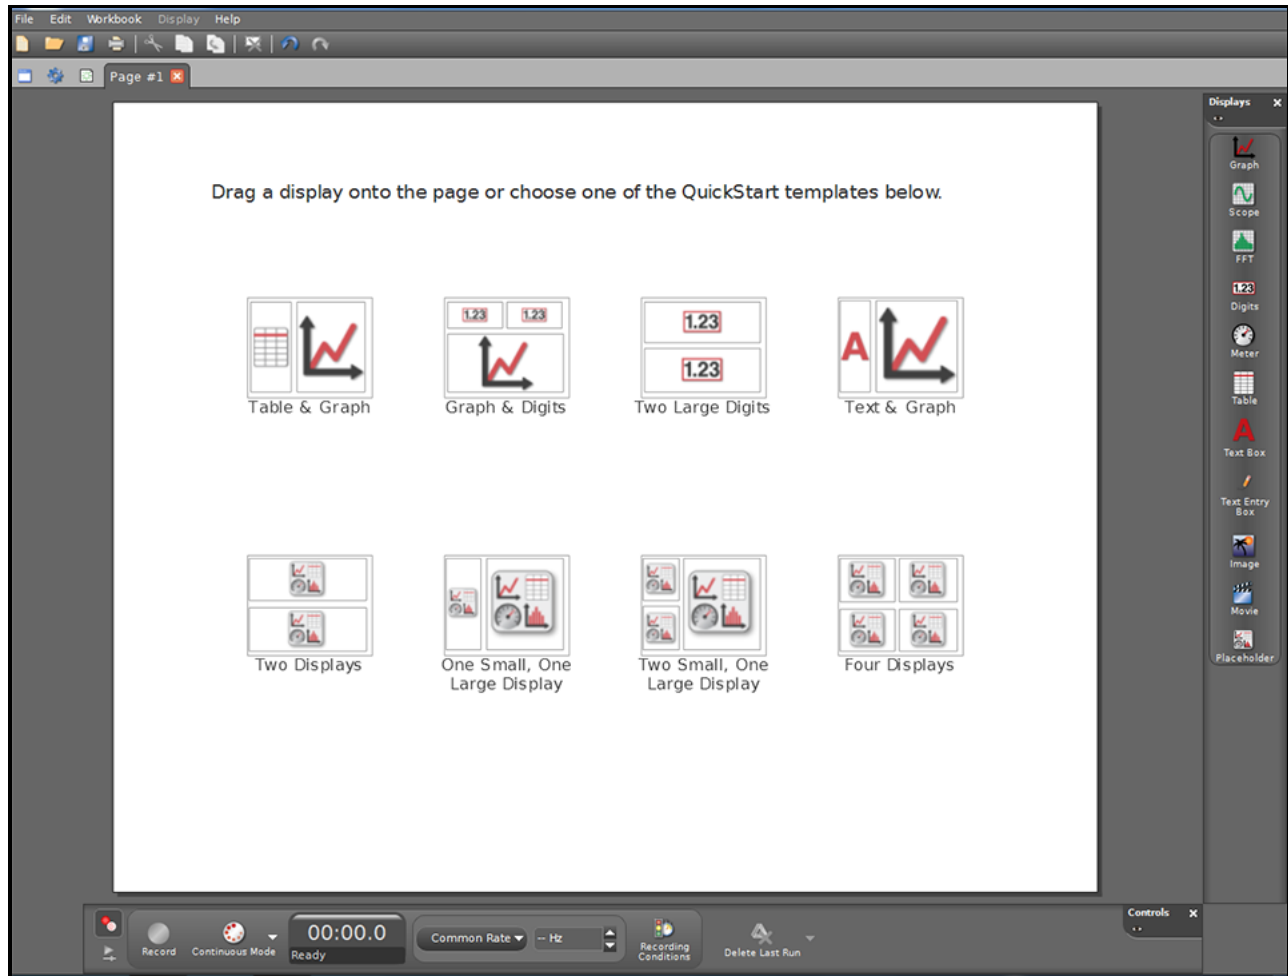 File Edit Workbook Display Help
Page #1
Displays
Drag a display onto the page or choose one of the QuickStart templates below.
1.23 1.23
1.23
1.23
A
Table & Graph
Graph & Digits
Two Large Digits
Text & Graph
Two Displays
One Small, One
Large Display
Two Small, One
Large Display
Four Displays
Graph
Scope
FFT
1.23
Digits
Meter
Table
A
Text Box
Text Entry
Box
Image
Movie
Placeholder
Record
Continuous Mode
00:00.0
Ready
Common Rate
-- Hz
Recording
Conditions
Delete Last Run
Controls